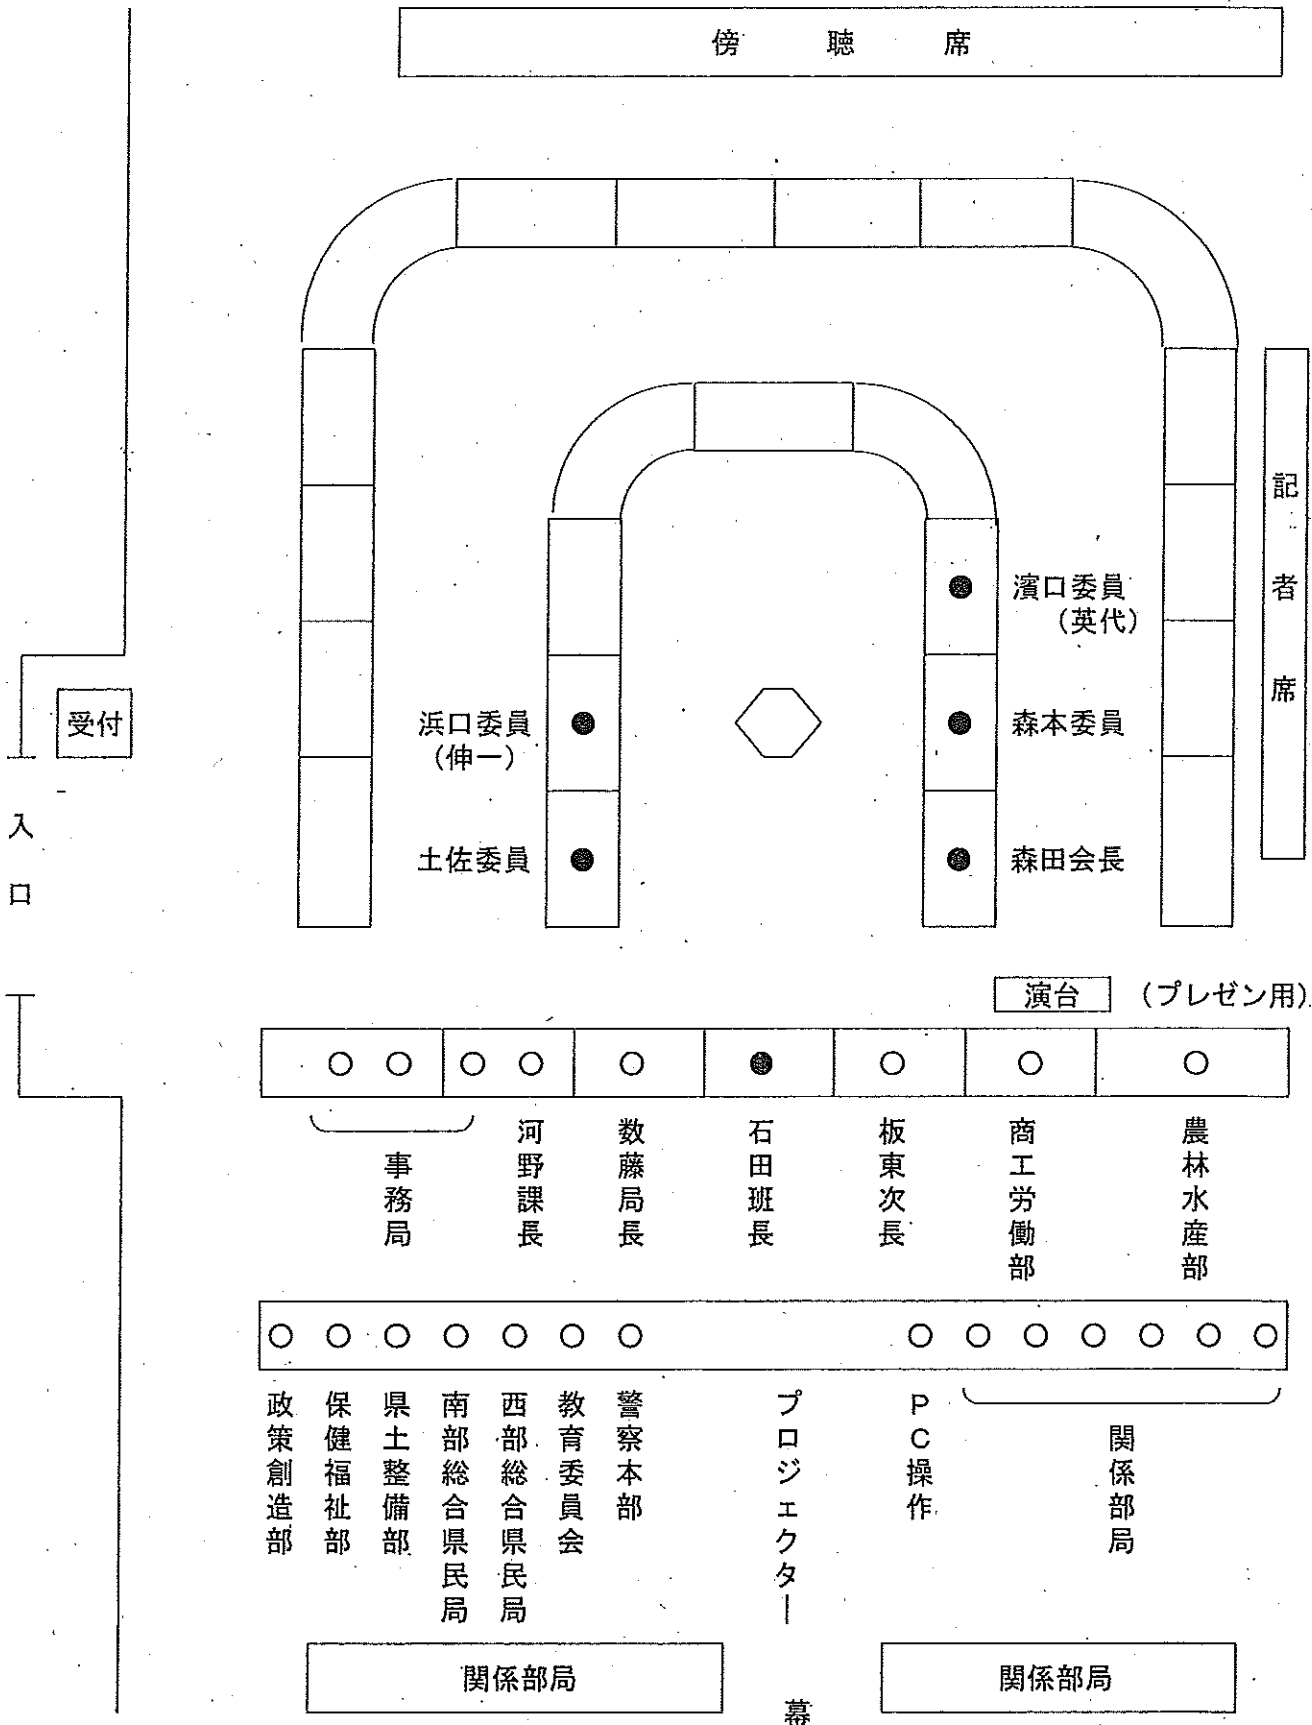 傍聴席
記者席
濱口委員
（英代）
受付
浜口委員
（伸一）
森本委員
入口
土佐委員
森田会長
演台
（プレゼン用）
事務局
河野課長
数藤局長
石田班長
板東次長
商工労働部
農林水産部
政策創造部
保健福祉部
県土整備部
南部総合県民局
西部総合県民局
教育委員会
警察本部
プロジェクター
PC操作
関係部局
関係部局
関係部局
幕